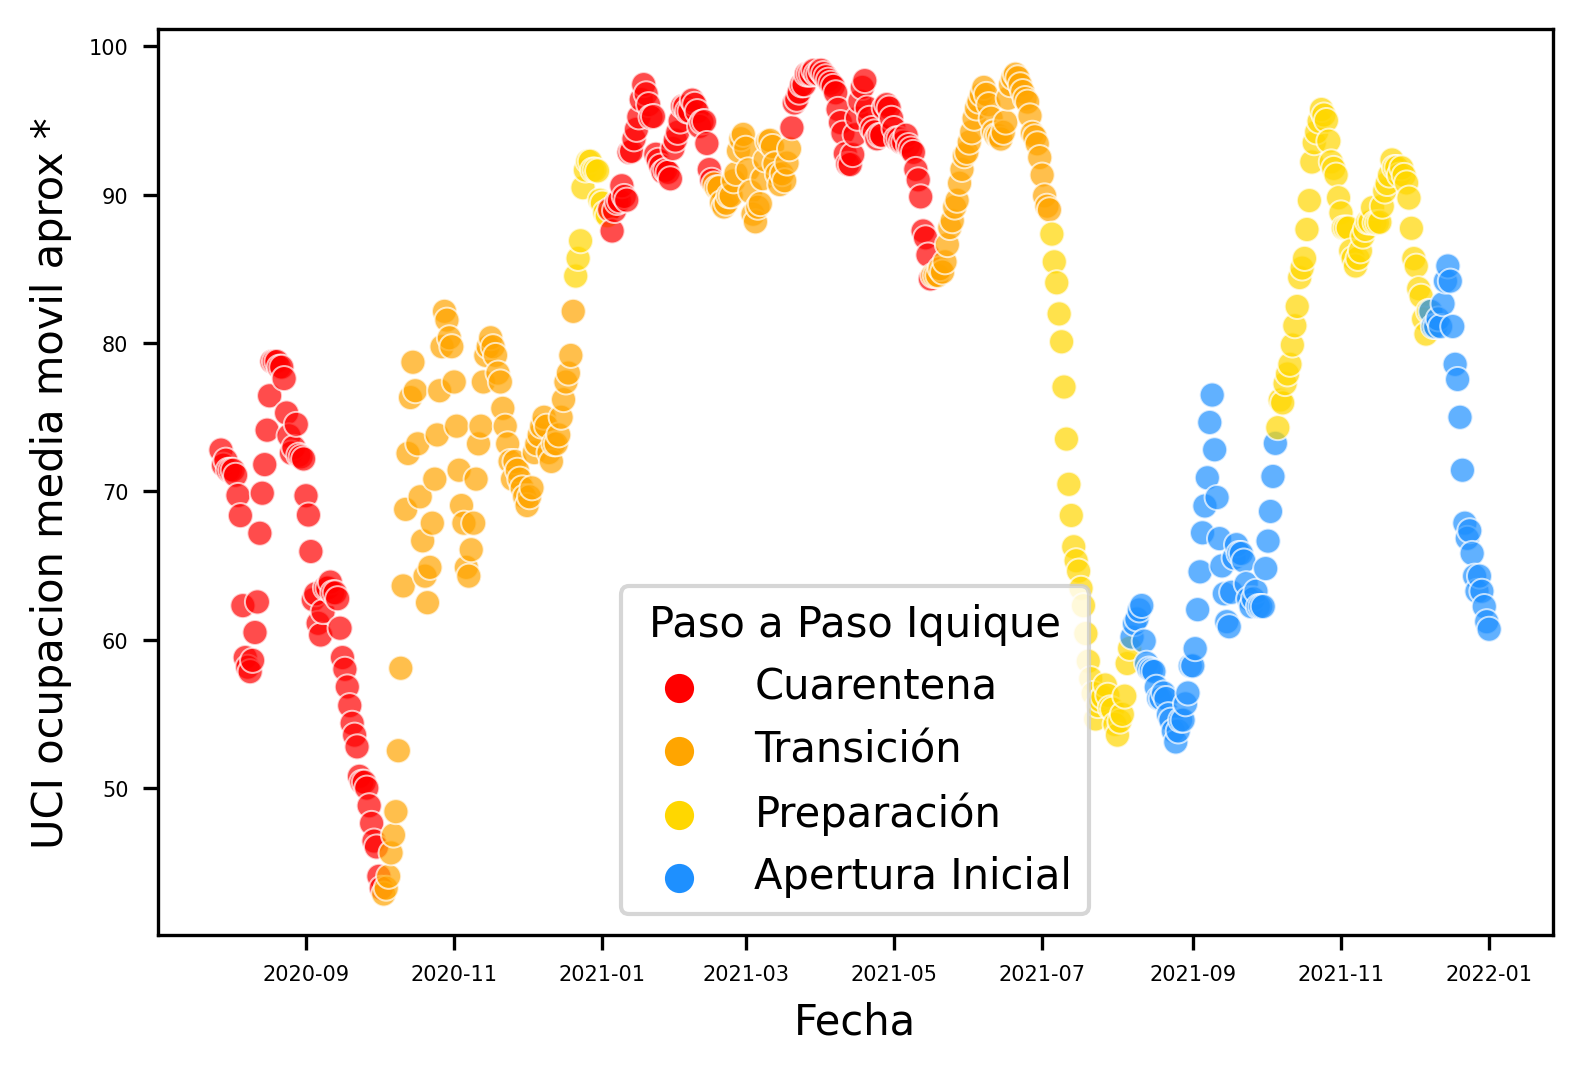 100
90
80
70
60
50
UCI ocupacion media movil aprox *
Paso a Paso Iquique
Cuarentena
Transición
Preparación
Apertura Inicial
2020-09
2020-11
2021-01
2021-03
2021-05
2021-07
2021-09
2021-11
2022-01
Fecha